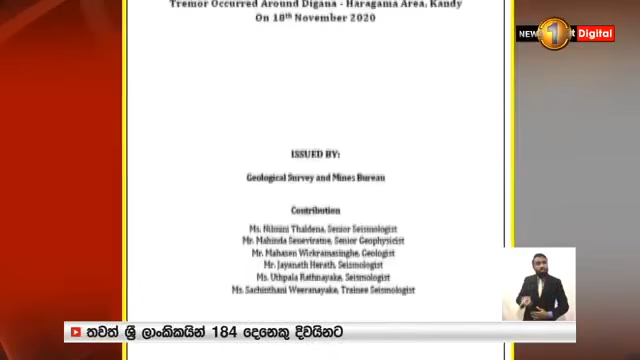 Tremor Occurred Around Digana - Haragama Area, Kandy
On 18th November 2020
NEWS 1st Digital
ISSUED BY:
Geological Survey and Mines Bureau
Contribution
Ms. Nilmini Thaldena, Senior Seismologist
Mr. Mahinda Seneviratne, Senior Geophysicist
Mr. Mahasen Wickramasinghe, Geologist
Mr. Jayanath Herath, Seismologist
Ms. Uthpala Rathnayake, Seismologist
Ms. Sachinthani Weeranayake, Trainee Seismologist
තවත් ශ්‍රී ලාංකිකයින් 184 දෙනෙකු දිවයිනට